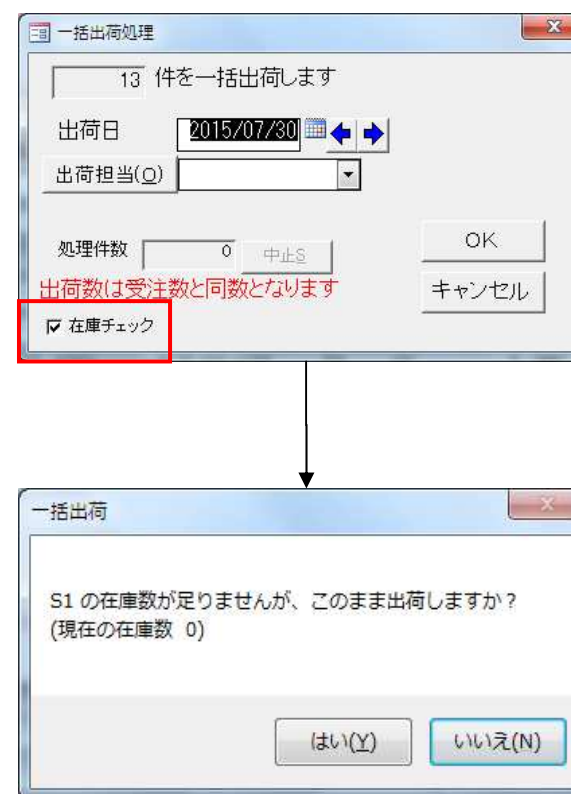 一括出荷処理
13 件を一括出荷します
出荷日 2015/07/30
出荷担当(O)
処理件数 0 中止S
OK
出荷数は受注数と同数となります
キャンセル
在庫チェック
一括出荷
S1 の在庫数が足りませんが、このまま出荷しますか？
(現在の在庫数 0)
はい(Y) いいえ(N)